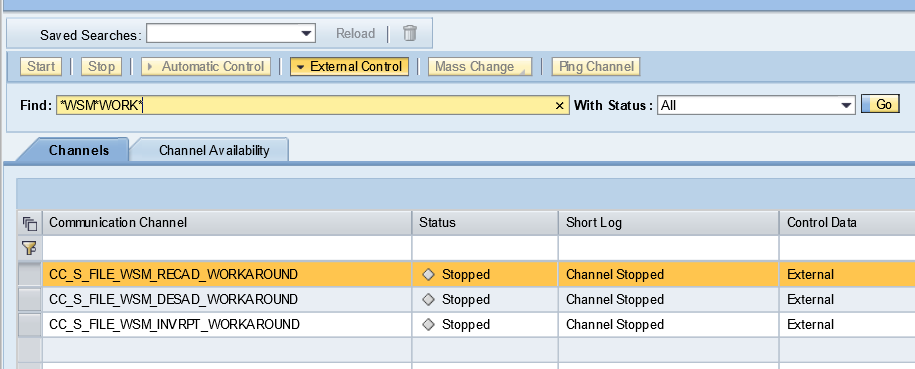 Saved Searches: Reload
Start Stop Automatic Control External Control Mass Change Ping Channel
Find: *WSM*WORK* × With Status: All Go
Channels Channel Availability
Communication Channel Status Short Log Control Data
CC_S_FILE_WSM_RECAD_WORKAROUND Stopped Channel Stopped External
CC_S_FILE_WSM_DESAD_WORKAROUND Stopped Channel Stopped External
CC_S_FILE_WSM_INVRPT_WORKAROUND Stopped Channel Stopped External